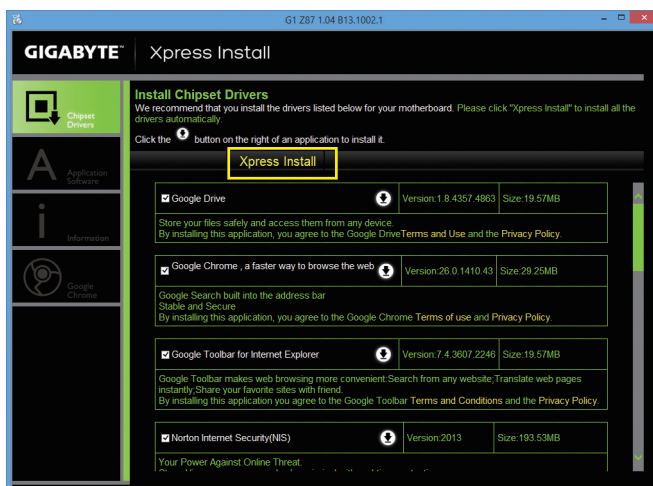 G1 Z87 1.04 B13.1002.1
GIGABYTE™
Xpress Install
Chipset
Drivers
Application
Software
Information
Google
Chrome
Install Chipset Drivers
We recommend that you install the drivers listed below for your motherboard. Please click "Xpress Install" to install all the
drivers automatically.
Click the button on the right of an application to install it.
Xpress Install
Google Drive
Version:1.8.4357.4863
Size:19.57MB
Store your files safely and access them from any device.
By installing this application, you agree to the Google DriveTerms and Use and the Privacy Policy.
Google Chrome , a faster way to browse the web
Version:26.0.1410.43
Size:29.25MB
Google Search built into the address bar
Stable and Secure
By installing this application, you agree to the Google Chrome Terms of use and Privacy Policy.
Google Toolbar for Internet Explorer
Version:7.4.3607.2246
Size:19.57MB
Google Toolbar makes web browsing more convenient:Search from any website;Translate web pages
instantly;Share your favorite sites with friend.
By installing this application you agree to the Google Toolbar Terms and Conditions and the Privacy Policy.
Norton Internet Security(NIS)
Version:2013
Size:193.53MB
Your Power Against Online Threat.